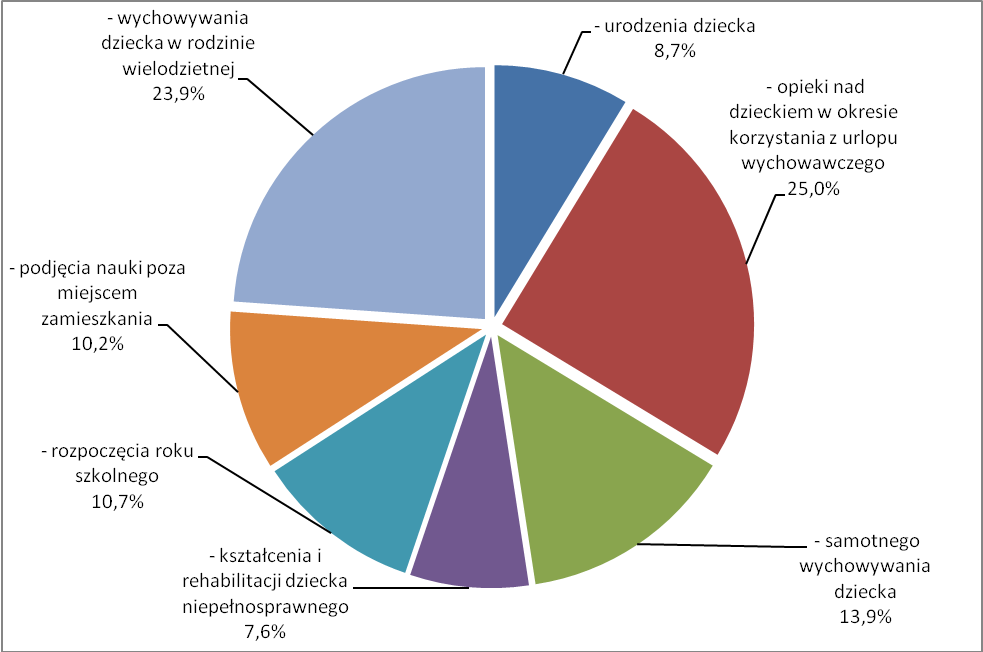 - urodzenia dziecka
8,7%
- opieki nad
dzieckiem w okresie
korzystania z urlopu
wychowawczego
25,0%
- samotnego
wychowywania
dziecka
13,9%
- kształcenia i
rehabilitacji dziecka
niepełnosprawnego
7,6%
- rozpoczęcia roku
szkolnego
10,7%
- podjęcia nauki poza
miejscem
zamieszkania
10,2%
- wychowywania
dziecka w rodzinie
wielodzietnej
23,9%